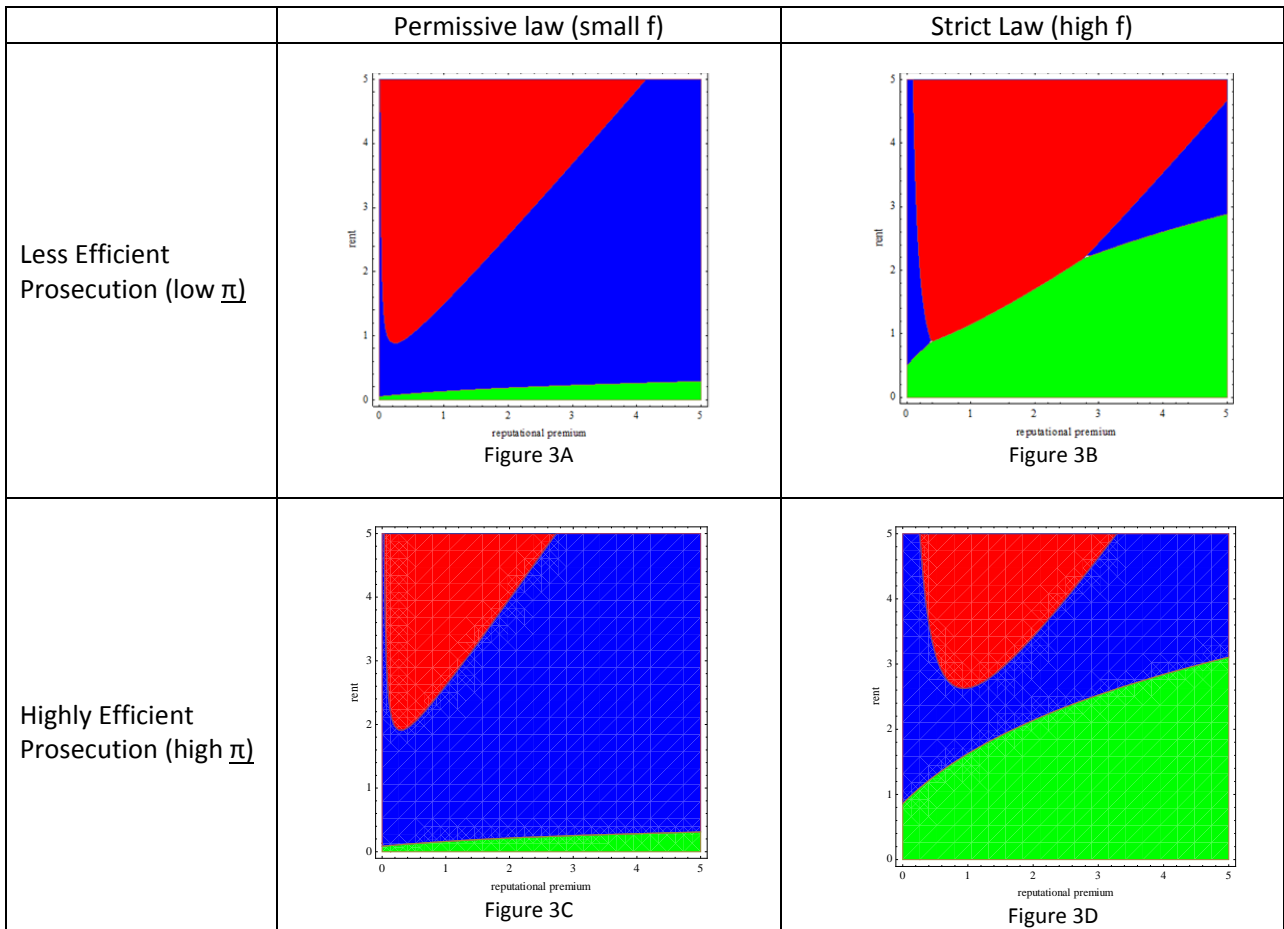 Permissive law (small f)
Strict Law (high f)
Less Efficient
Prosecution (low π)
5
4
3
2
1
0
rent
0 1 2 3 4 5
reputational premium
Figure 3A
5
4
3
2
1
0
rent
0 1 2 3 4 5
reputational premium
Figure 3B
Highly Efficient
Prosecution (high π)
5
4
3
2
1
0
rent
0 1 2 3 4 5
reputational premium
Figure 3C
5
4
3
2
1
0
rent
0 1 2 3 4 5
reputational premium
Figure 3D